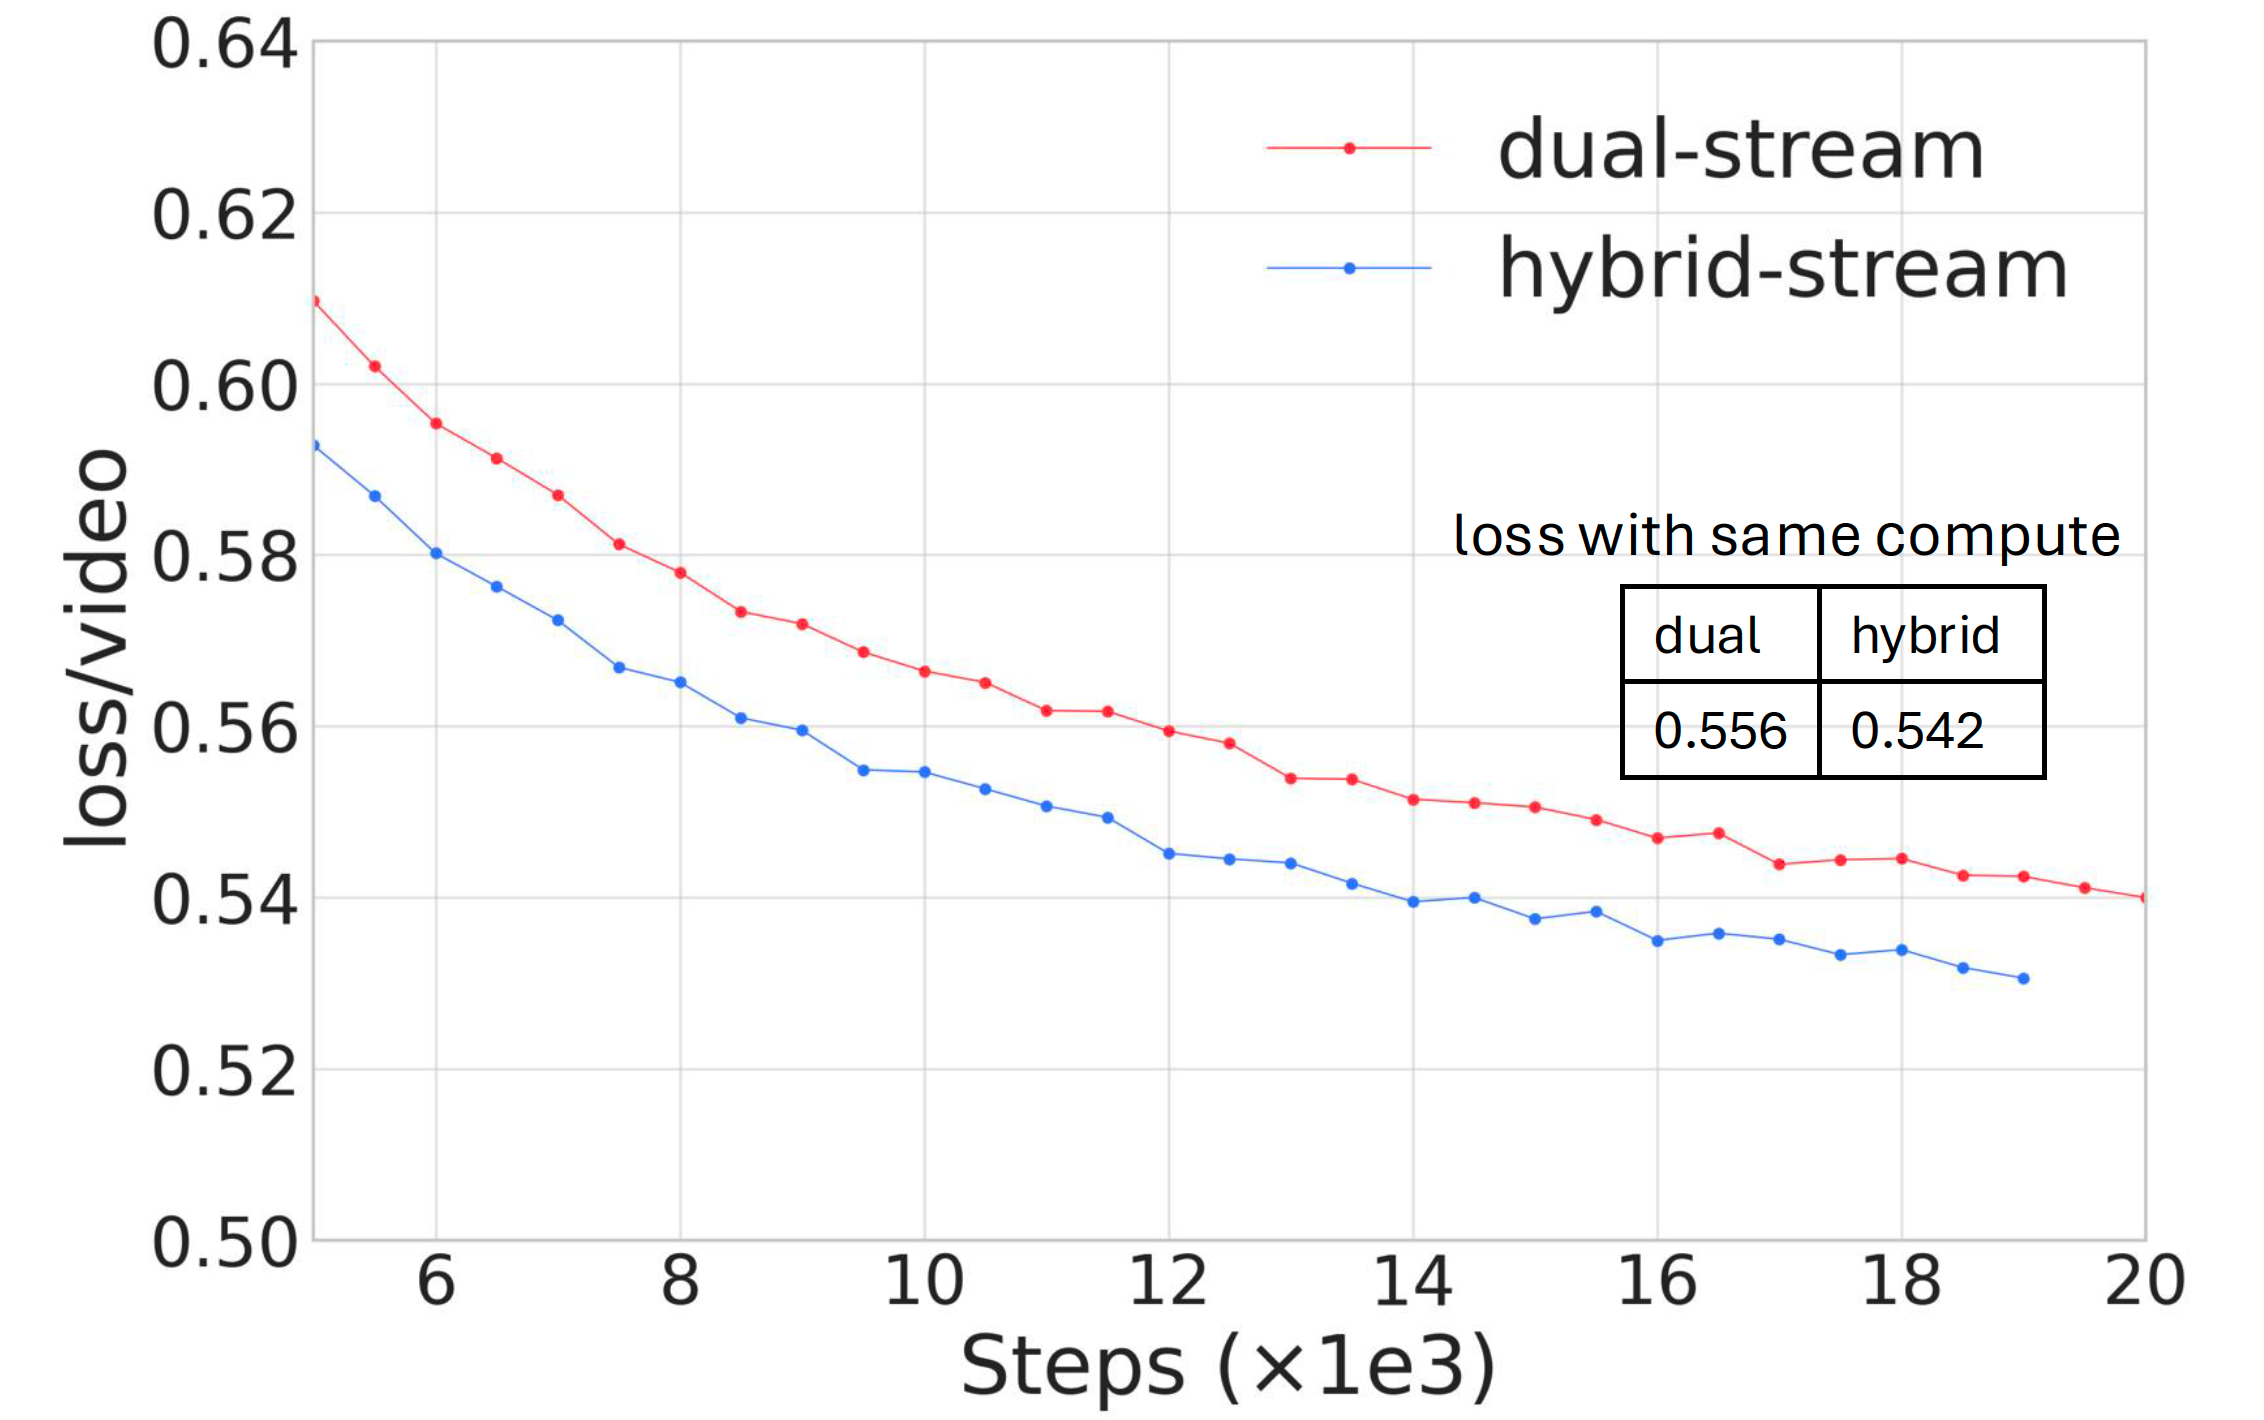 0.64
0.62
0.60
0.58
0.56
0.54
0.52
0.50
loss/video
dual-stream
hybrid-stream
loss with same compute
dual hybrid
0.556 0.542
6 8 10 12 14 16 18 20
Steps (×1e3)